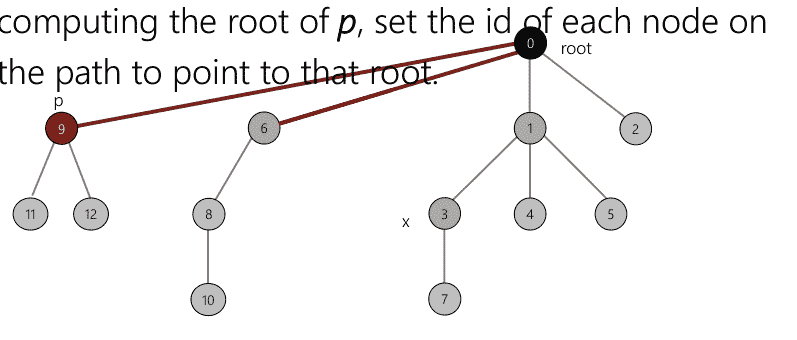 computing the root of p, set the id of each node on
0
root
the path to point to that root.
p
9
6
1
2
11
12
8
x
3
4
5
10
7